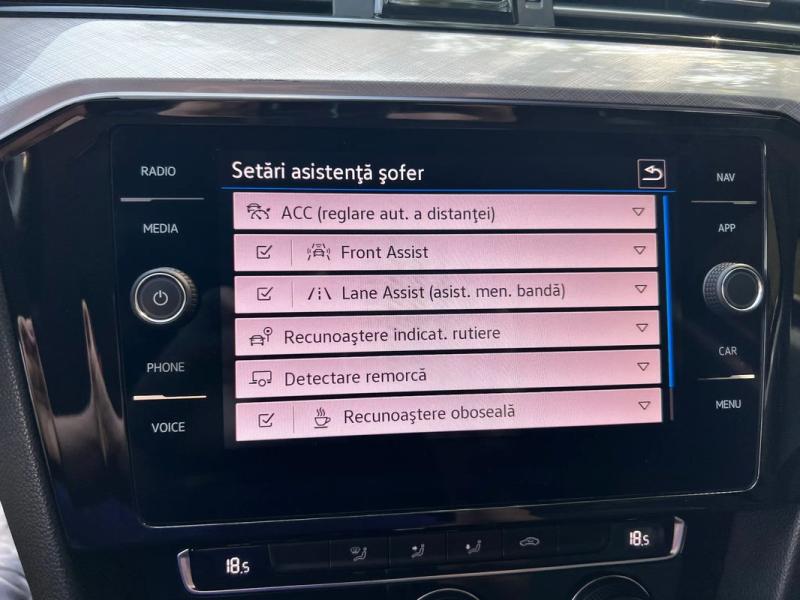 RADIO
MEDIA
PHONE
VOICE
Setări asistenţă şofer
ACC (reglare aut. a distanţei)
Front Assist
Lane Assist (asist. men. bandă)
Recunoaştere indicat. rutiere
Detectare remorcă
Recunoaştere oboseală
NAV
APP
CAR
MENU
18.5
18.5